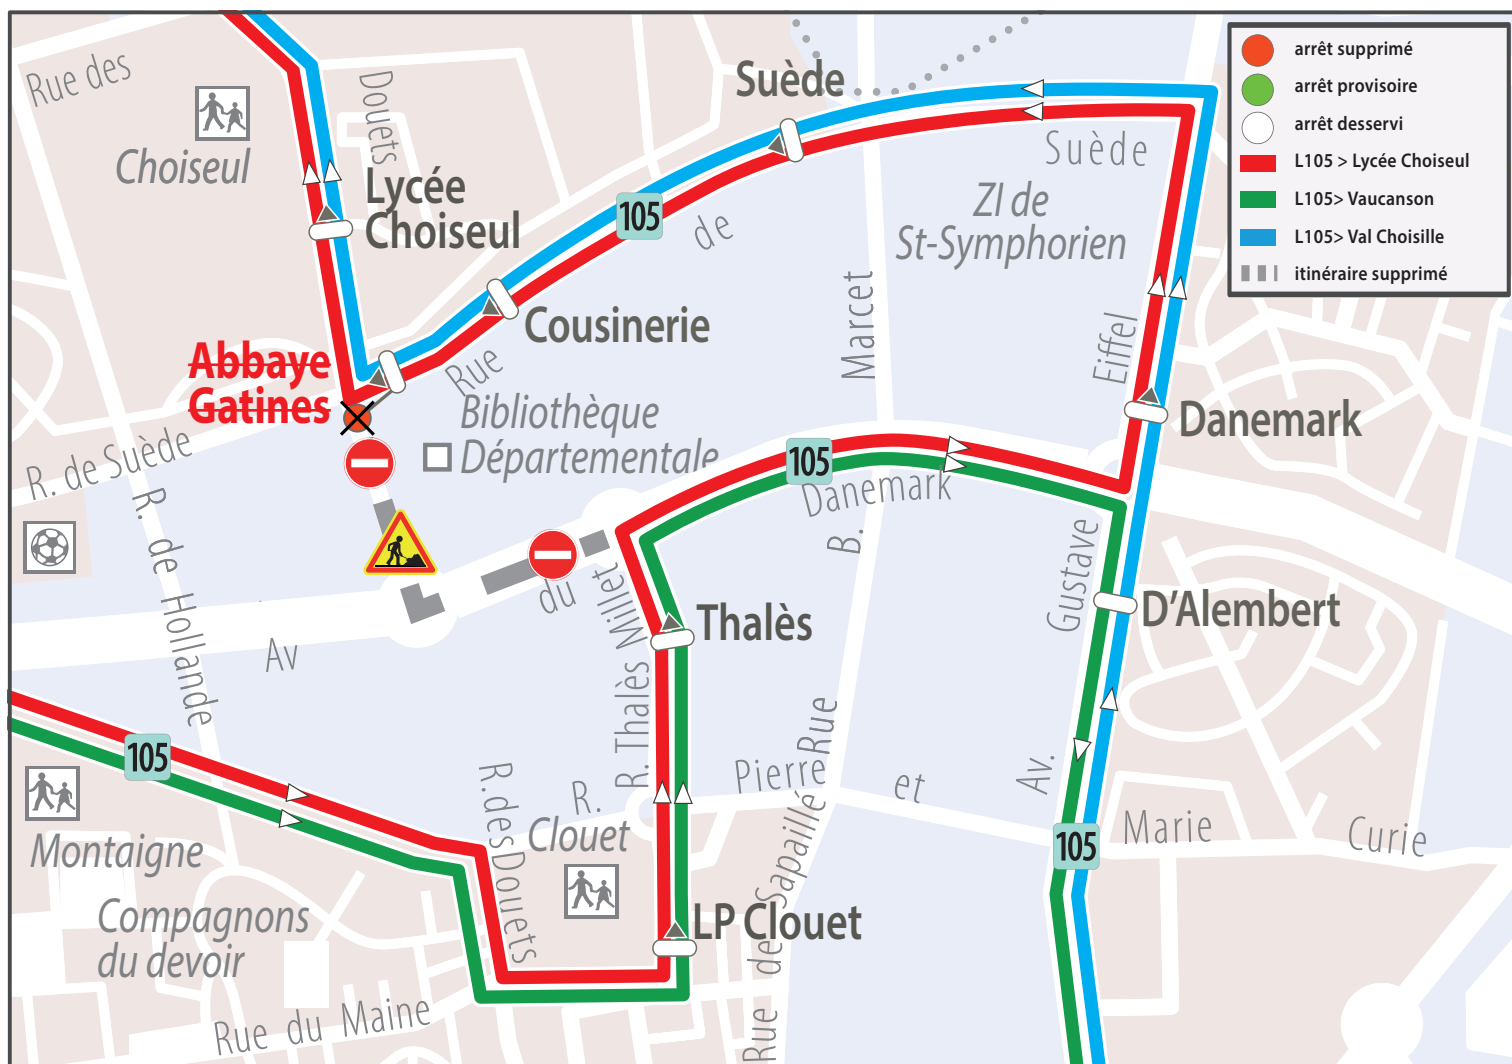 arrêt supprimé
arrêt provisoire
arrêt desservi
L105 > Lycée Choiseul
L105> Vaucanson
L105> Val Choisille
itinéraire supprimé
Rue des
Douets
Choiseul
Lycée
Choiseul
Suède
105
Suède
de
Rue
ZI de
St-Symphorien
Cousinerie
Marcet
Eiffel
Abbaye
Gatines
Bibliothèque
Départementale
Danemark
R. de Suède
105
Danemark
B.
R. de Hollande
Gustave
du
Av
R. Thalès Millet
Thalès
D'Alembert
105
Rue
Pierre
et
Av.
R.
R.des Douets
Clouet
Montaigne
105
Marie
Curie
Rue de Sapaillé
Compagnons
du devoir
LP Clouet
Rue du Maine